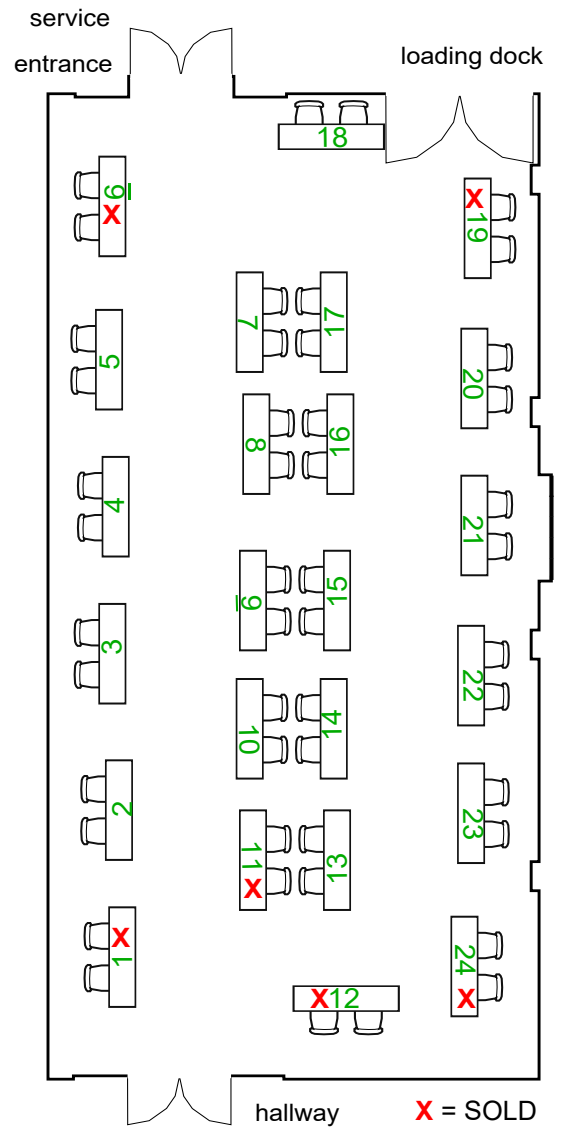 service
entrance
loading dock
18
6
X
X
19
5
7
17
20
4
8
16
21
3
9
15
22
2
10
14
23
11
X
13
X
1
24
X
X12
hallway
X = SOLD